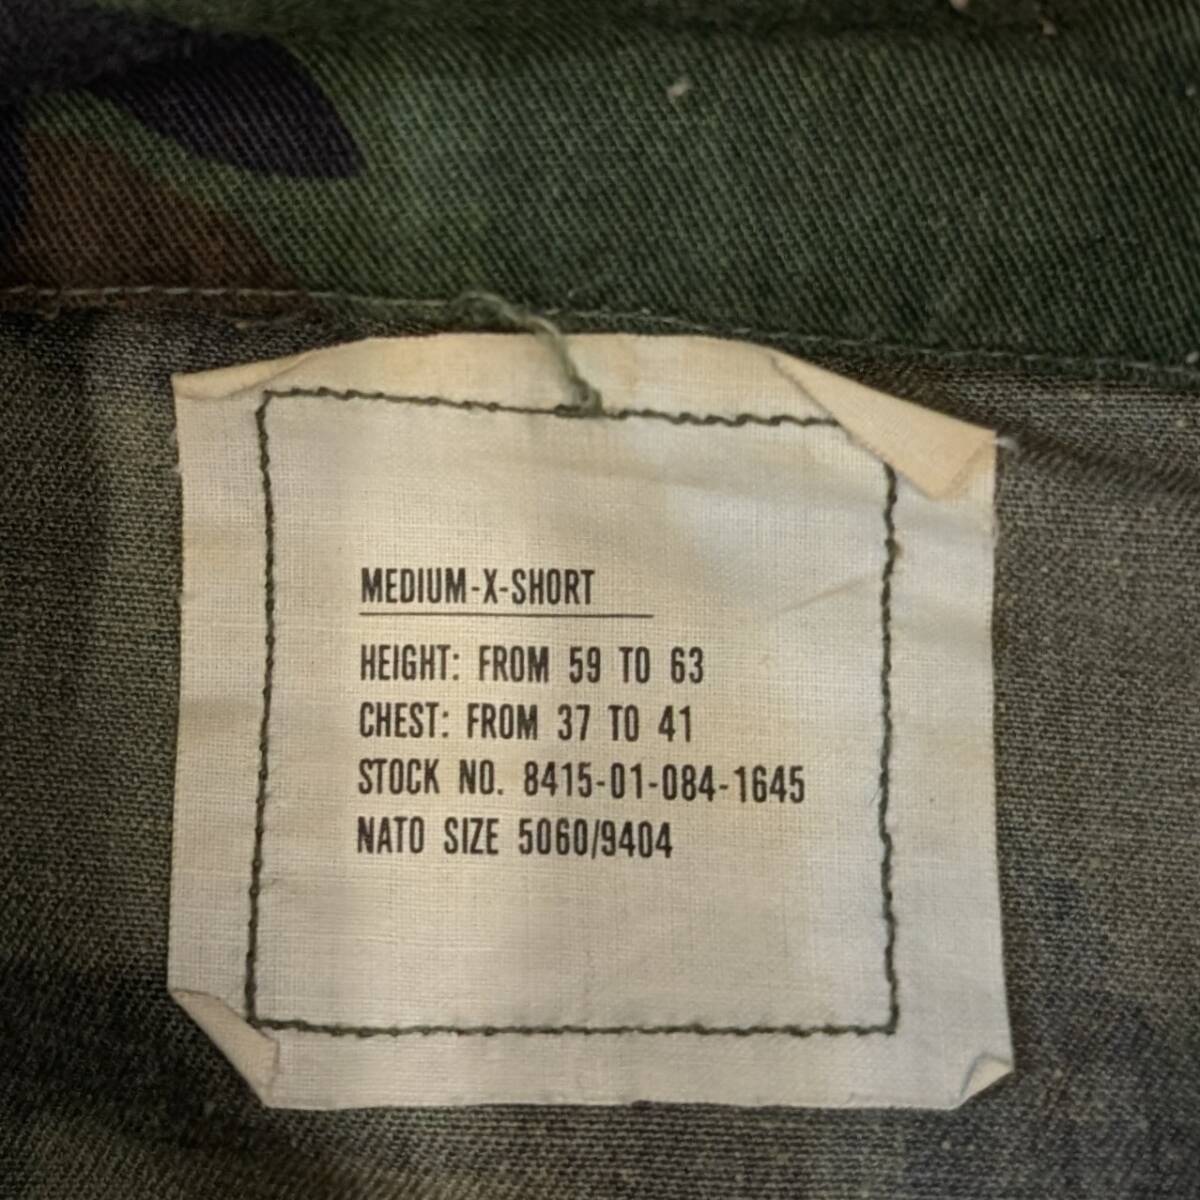 MEDIUM-X-SHORT
HEIGHT: FROM 59 TO 63
CHEST: FROM 37 TO 41
STOCK NO. 8415-01-084-1645
NATO SIZE 5060/9404